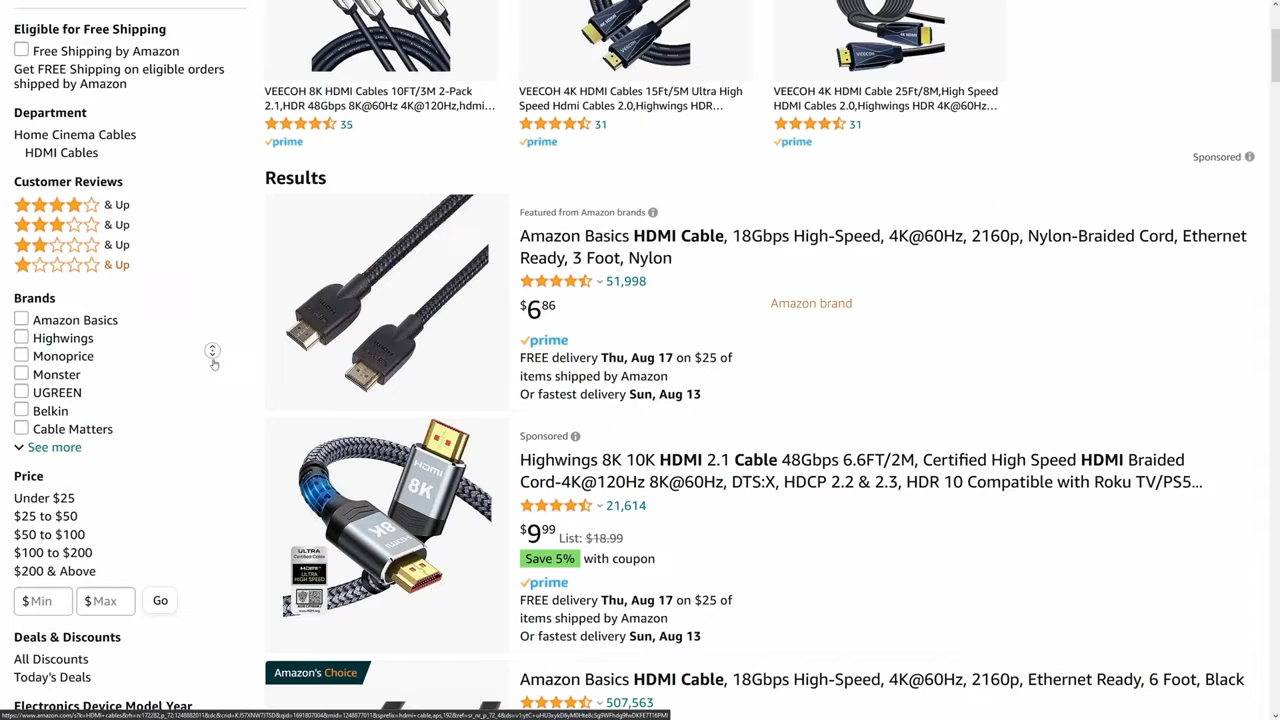 Eligible for Free Shipping
Free Shipping by Amazon
Get FREE Shipping on eligible orders
shipped by Amazon
Department
Home Cinema Cables
HDMI Cables
Customer Reviews
& Up
& Up
& Up
& Up
Brands
Amazon Basics
Highwings
Monoprice
Monster
UGREEN
Belkin
Cable Matters
See more
Price
Under $25
$25 to $50
$50 to $100
$100 to $200
$200 & Above
$ Min $ Max Go
Deals & Discounts
All Discounts
Today's Deals
Electronics Device Model Year
VEECOH 8K HDMI Cables 10FT/3M 2-Pack
2.1,HDR 48Gbps 8K@60Hz 4K@120Hz,hdmi...
35
prime
VEECOH 4K HDMI Cables 15Ft/5M Ultra High
Speed Hdmi Cables 2.0,Highwings HDR...
31
prime
VEECOH 4K HDMI Cable 25Ft/8M,High Speed
HDMI Cables 2.0,Highwings HDR 4K@60Hz...
31
prime
Sponsored
Results
Featured from Amazon brands
Amazon Basics HDMI Cable, 18Gbps High-Speed, 4K@60Hz, 2160p, Nylon-Braided Cord, Ethernet
Ready, 3 Foot, Nylon
51,998
$6 86
Amazon brand
prime
FREE delivery Thu, Aug 17 on $25 of
items shipped by Amazon
Or fastest delivery Sun, Aug 13
HDMI
8K
8K
ULTRA
Sponsored
Highwings 8K 10K HDMI 2.1 Cable 48Gbps 6.6FT/2M, Certified High Speed HDMI Braided
Cord-4K@120Hz 8K@60Hz, DTS:X, HDCP 2.2 & 2.3, HDR 10 Compatible with Roku TV/PS5...
21,614
$9 99 List: $18.99
Save 5% with coupon
prime
FREE delivery Thu, Aug 17 on $25 of
items shipped by Amazon
Or fastest delivery Sun, Aug 13
Amazon's Choice
Amazon Basics HDMI Cable, 18Gbps High-Speed, 4K@60Hz, 2160p, Ethernet Ready, 6 Foot, Black
507,563